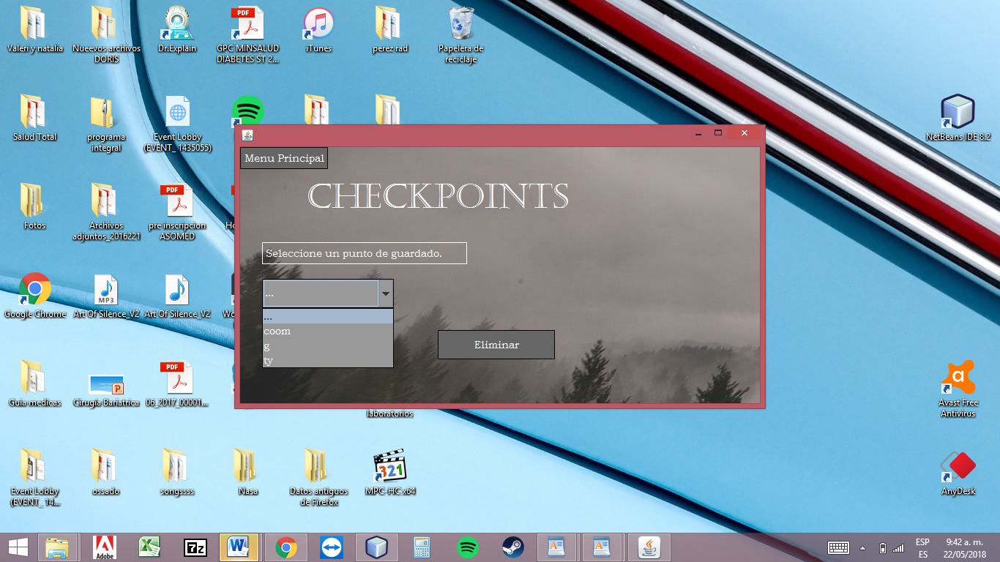 Valeri y natalia
Nueevos archivos
DORIS
Dr.Explain
PDF
GPC MINSALUD
DIABETES ST 2...
iTunes
perez rad
Papelera de
reciclaje
Salud Total
programa
integral
Event Lobby
(EVENT_ 1435055)
NetBeans IDE 8.2
Menu Principal
CHECKPOINTS
Fotos
Archivos
adjuntos_2016221
PDF
pre inscripción
ASOMED
Seleccione un punto de guardado.
...
...
coom
g
ty
Eliminar
Google Chrome
MP3
Art Of Silence_V2
Art Of Silence_V2
Guia medicas
Cirugía Bariatrica
PDF
06_2017_00001...
laboratorios
Avast Free
Antivirus
Event Lobby
(EVENT_ 14...
ossado
songssss
Nasa
Datos antiguos
de Firefox
321
MPC-HC x64
AnyDesk
Adobe
7z
ESP
ES
9:42 a. m.
22/05/2018